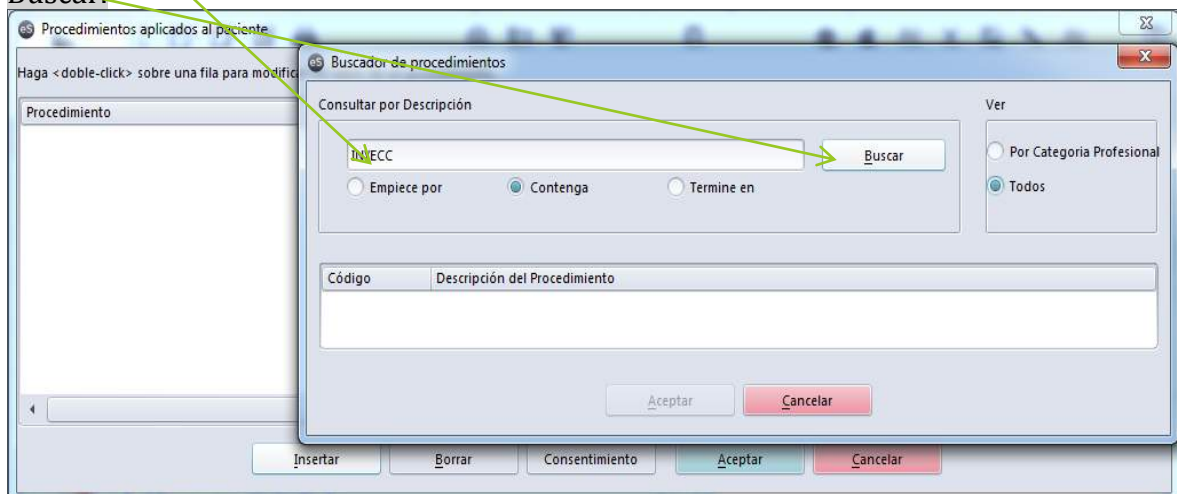 Buscar.
Procedimientos aplicados al paciente
Haga <doble-click> sobre una fila para modific
Procedimiento
Buscador de procedimientos
Consultar por Descripción
INYECC
Buscar
Empiece por
Contenga
Termine en
Ver
Por Categoria Profesional
Todos
Código Descripción del Procedimiento
Aceptar Cancelar
Insertar Borrar Consentimiento Aceptar Cancelar